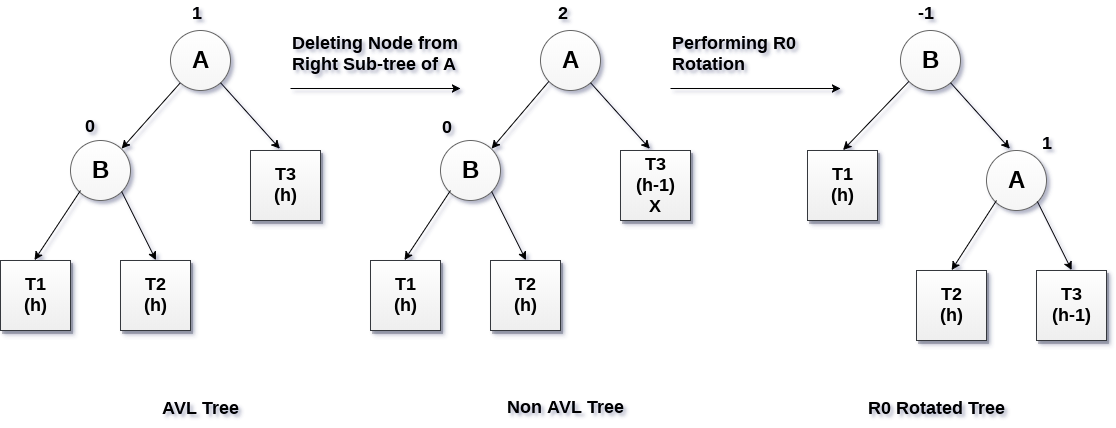 1
A
0
B
T3
(h)
T1
(h)
T2
(h)
AVL Tree
Deleting Node from
Right Sub-tree of A
2
A
0
B
T3
(h-1)
X
T1
(h)
T2
(h)
Non AVL Tree
Performing R0
Rotation
-1
B
1
A
T1
(h)
T2
(h)
T3
(h-1)
R0 Rotated Tree